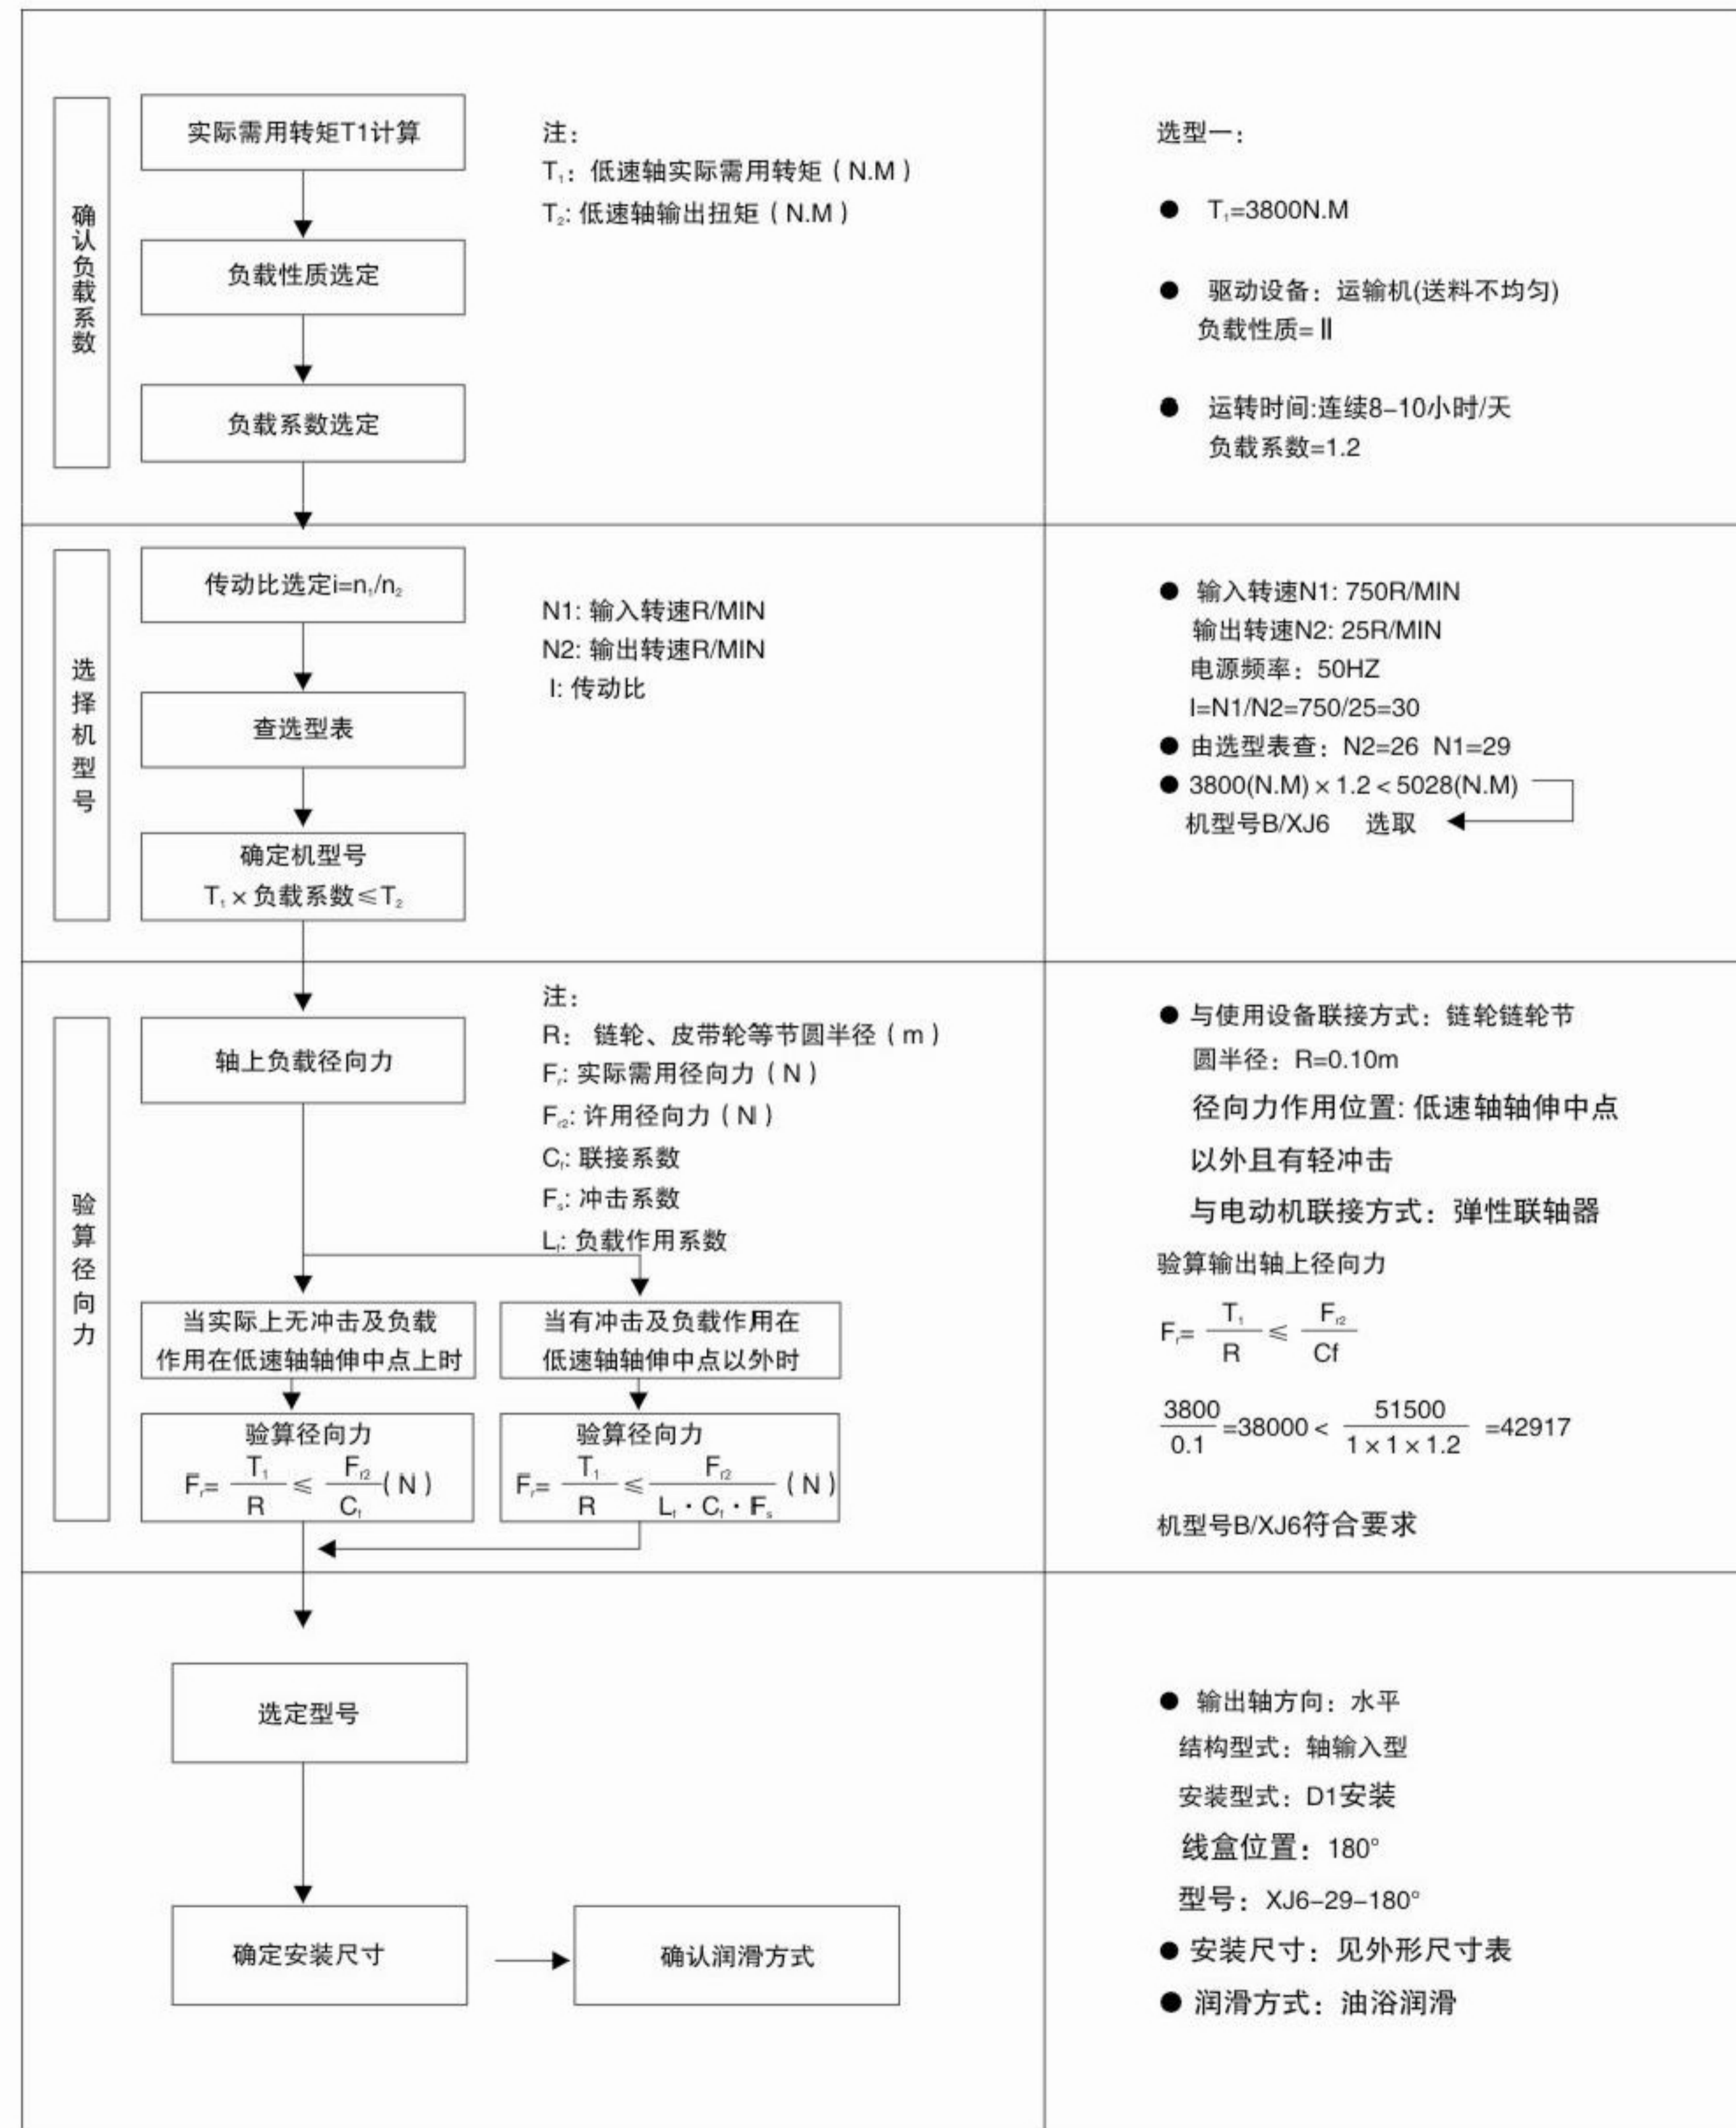 确认负载系数
实际需用转矩T1计算
负载性质选定
负载系数选定
注：
T₁：低速轴实际需用转矩（N.M）
T₂: 低速轴输出扭矩（N.M）
选型一：
● T₁=3800N.M
● 驱动设备：运输机(送料不均匀)
负载性质=Ⅱ
● 运转时间:连续8–10小时/天
负载系数=1.2
选择机型号
传动比选定i=n₁/n₂
查选型表
确定机型号
T₁×负载系数≤T₂
N1: 输入转速R/MIN
N2: 输出转速R/MIN
I: 传动比
● 输入转速N1: 750R/MIN
输出转速N2: 25R/MIN
电源频率：50HZ
I=N1/N2=750/25=30
● 由选型表查：N2=26 N1=29
● 3800(N.M)×1.2<5028(N.M)
机型号B/XJ6 选取
验算径向力
轴上负载径向力
注：
R： 链轮、皮带轮等节圆半径（m）
Fᵣ: 实际需用径向力（N）
Fᵣ₂: 许用径向力（N）
Cf: 联接系数
Fs: 冲击系数
Lf: 负载作用系数
当实际上无冲击及负载
作用在低速轴轴伸中点上时
验算径向力
Fᵣ= T₁/R ≤ Fᵣ₂/Cf (N)
当有冲击及负载作用在
低速轴轴伸中点以外时
验算径向力
Fᵣ= T₁/R ≤ Fᵣ₂/Lf·Cf·Fs (N)
● 与使用设备联接方式：链轮链轮节
圆半径：R=0.10m
径向力作用位置: 低速轴轴伸中点
以外且有轻冲击
与电动机联接方式：弹性联轴器
验算输出轴上径向力
Fᵣ= T₁/R ≤ Fᵣ₂/Cf
3800/0.1 =38000< 51500/1×1×1.2 =42917
机型号B/XJ6符合要求
选定型号
确定安装尺寸
确认润滑方式
● 输出轴方向：水平
结构型式：轴输入型
安装型式：D1安装
线盒位置：180°
型号：XJ6–29–180°
● 安装尺寸：见外形尺寸表
● 润滑方式：油浴润滑